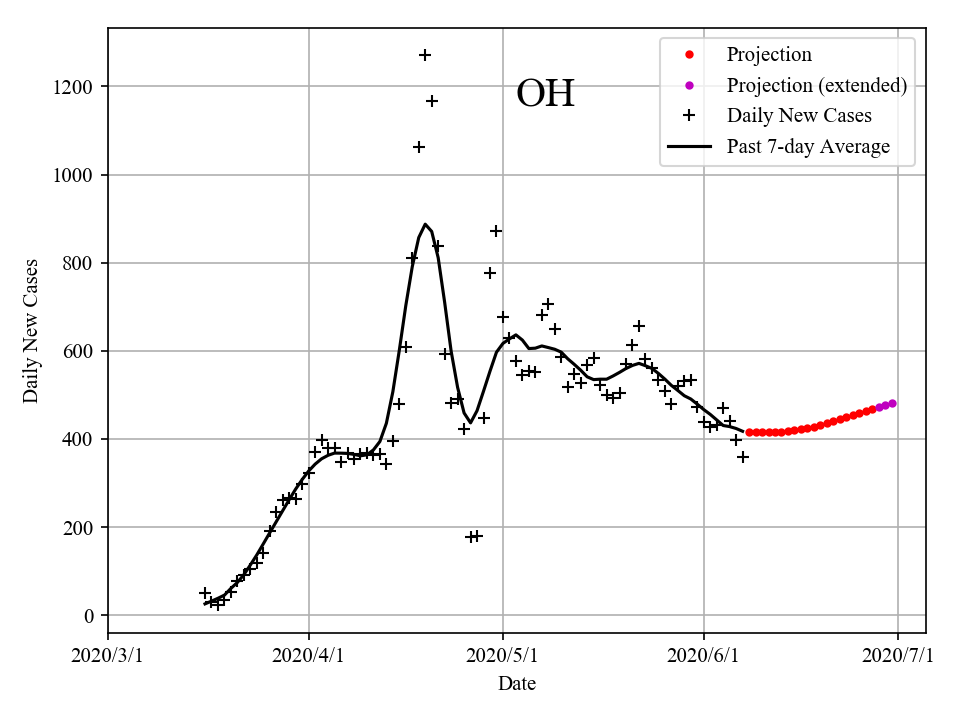 OH
Projection
Projection (extended)
Daily New Cases
Past 7-day Average
Daily New Cases
1200
1000
800
600
400
200
0
2020/3/1 2020/4/1 2020/5/1 2020/6/1 2020/7/1
Date